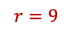 r = 9